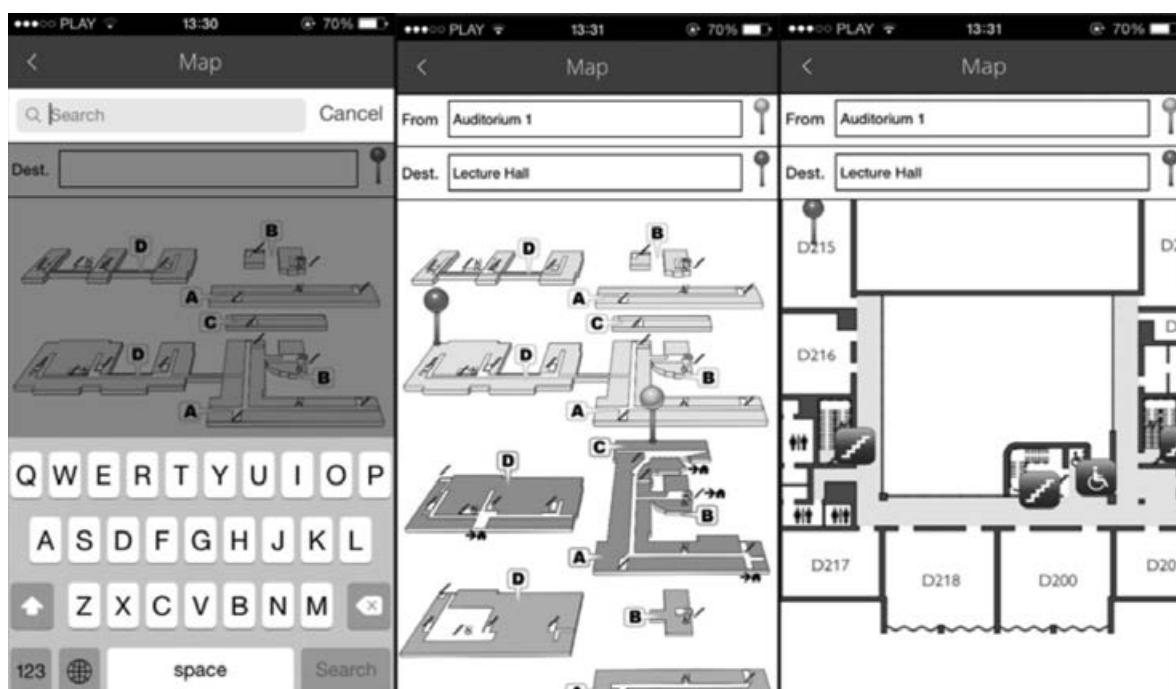 PLAY 13:30 70%
Map
Search Cancel
Dest.
D B
A
C
D
B
A
Q W E R T Y U I O P
A S D F G H J K L
Z X C V B N M
123 space Search
PLAY 13:31 70%
Map
From Auditorium 1
Dest. Lecture Hall
D B
A
C
D
B
A
C
D
B
A
D
B
PLAY 13:31 70%
Map
From Auditorium 1
Dest. Lecture Hall
D215
D216
D217
D218
D200